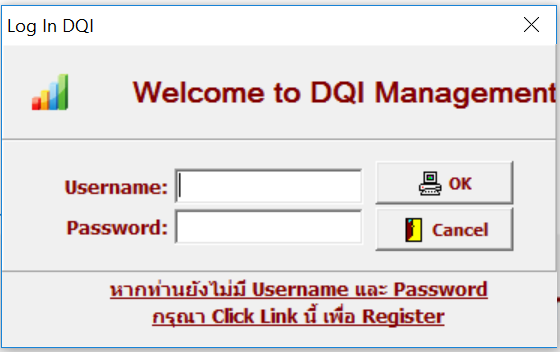 Log In DQI
Welcome to DQI Management
Username:
OK
Password:
Cancel
หากท่านยังไม่มี Username และ Password
กรุณา Click Link นี้ เพื่อ Register